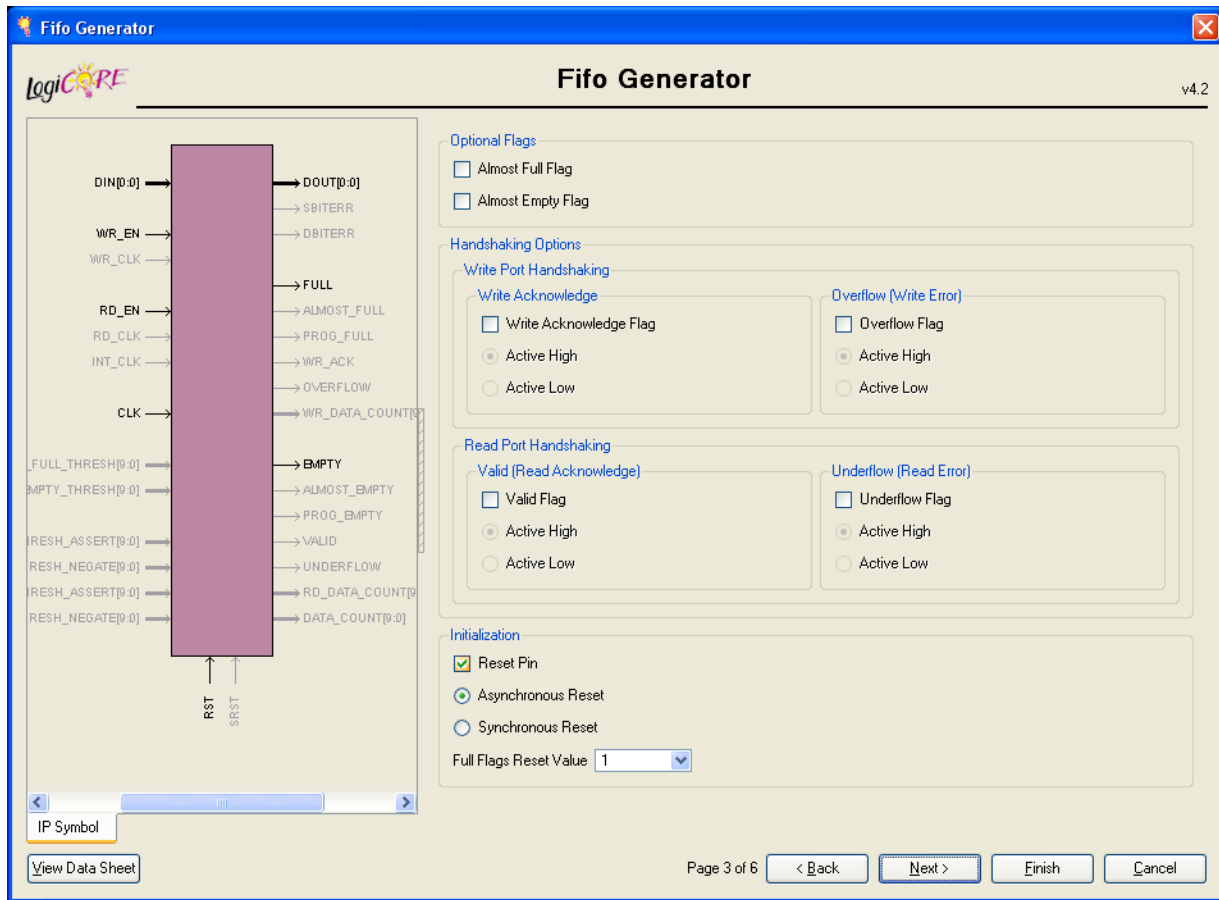 Fifo Generator
LogiCORE
Fifo Generator
v4.2
DIN[0:0]
WR_EN
WR_CLK
RD_EN
RD_CLK
INT_CLK
CLK
_FULL_THRESH[9:0]
MPTY_THRESH[9:0]
IRESH_ASSERT[9:0]
RESH_NEGATE[9:0]
IRESH_ASSERT[9:0]
RESH_NEGATE[9:0]
DOUT[0:0]
SBITERR
DBITERR
FULL
ALMOST_FULL
PROG_FULL
WR_ACK
OVERFLOW
WR_DATA_COUNT[9
EMPTY
ALMOST_EMPTY
PROG_EMPTY
VALID
UNDERFLOW
RD_DATA_COUNT[9
DATA_COUNT[9:0]
RST
SRST
IP Symbol
Optional Flags
Almost Full Flag
Almost Empty Flag
Handshaking Options
Write Port Handshaking
Write Acknowledge
Write Acknowledge Flag
Active High
Active Low
Overflow (Write Error)
Overflow Flag
Active High
Active Low
Read Port Handshaking
Valid (Read Acknowledge)
Valid Flag
Active High
Active Low
Underflow (Read Error)
Underflow Flag
Active High
Active Low
Initialization
Reset Pin
Asynchronous Reset
Synchronous Reset
Full Flags Reset Value 1
View Data Sheet
Page 3 of 6
< Back
Next >
Finish
Cancel